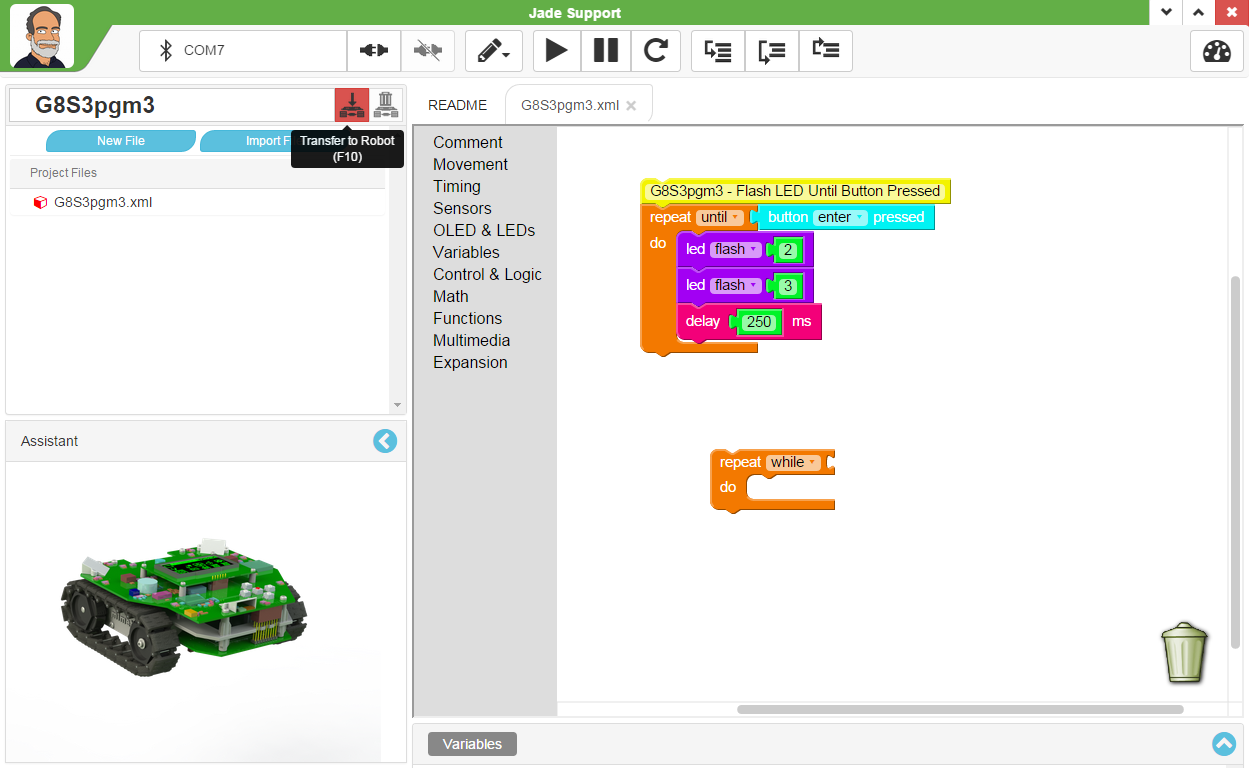 Jade Support
COM7
G8S3pgm3
New File
Import F
Transfer to Robot
(F10)
Project Files
G8S3pgm3.xml
Assistant
README
G8S3pgm3.xml
Comment
Movement
Timing
Sensors
OLED & LEDs
Variables
Control & Logic
Math
Functions
Multimedia
Expansion
G8S3pgm3 - Flash LED Until Button Pressed
repeat until button enter pressed
do
led flash 2
led flash 3
delay 250 ms
repeat while
do
Variables